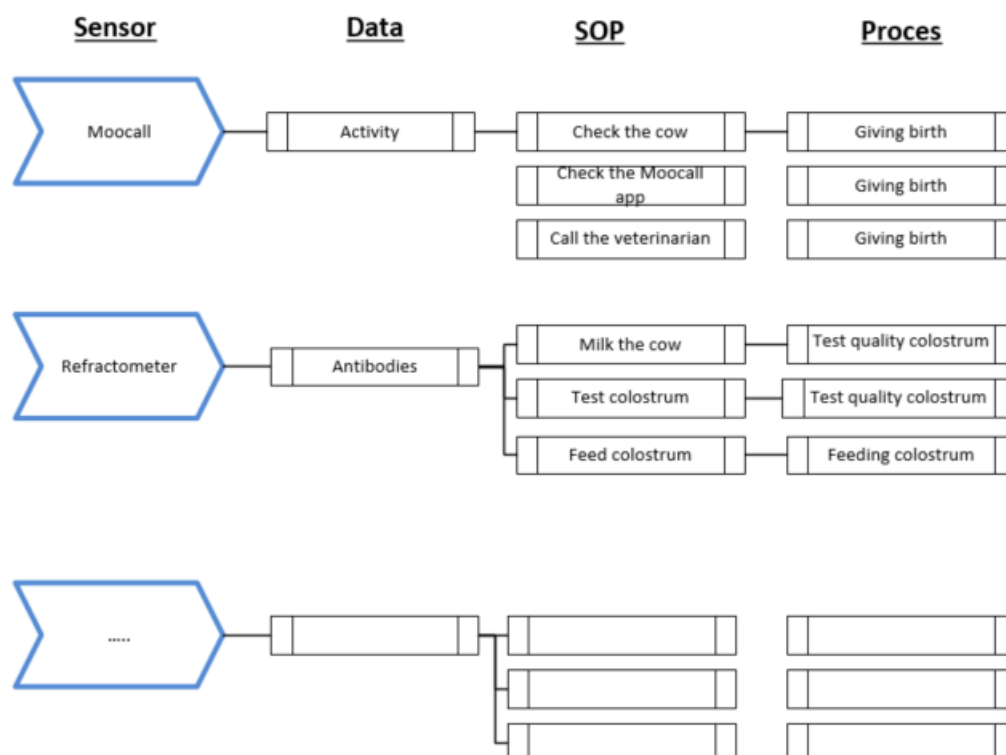 Sensor Data SOP Proces
Moocall Activity Check the cow Giving birth
Check the Moocall
app
Giving birth
Call the veterinarian Giving birth
Refractometer Antibodies Milk the cow Test quality colostrum
Test colostrum Test quality colostrum
Feed colostrum Feeding colostrum
.....